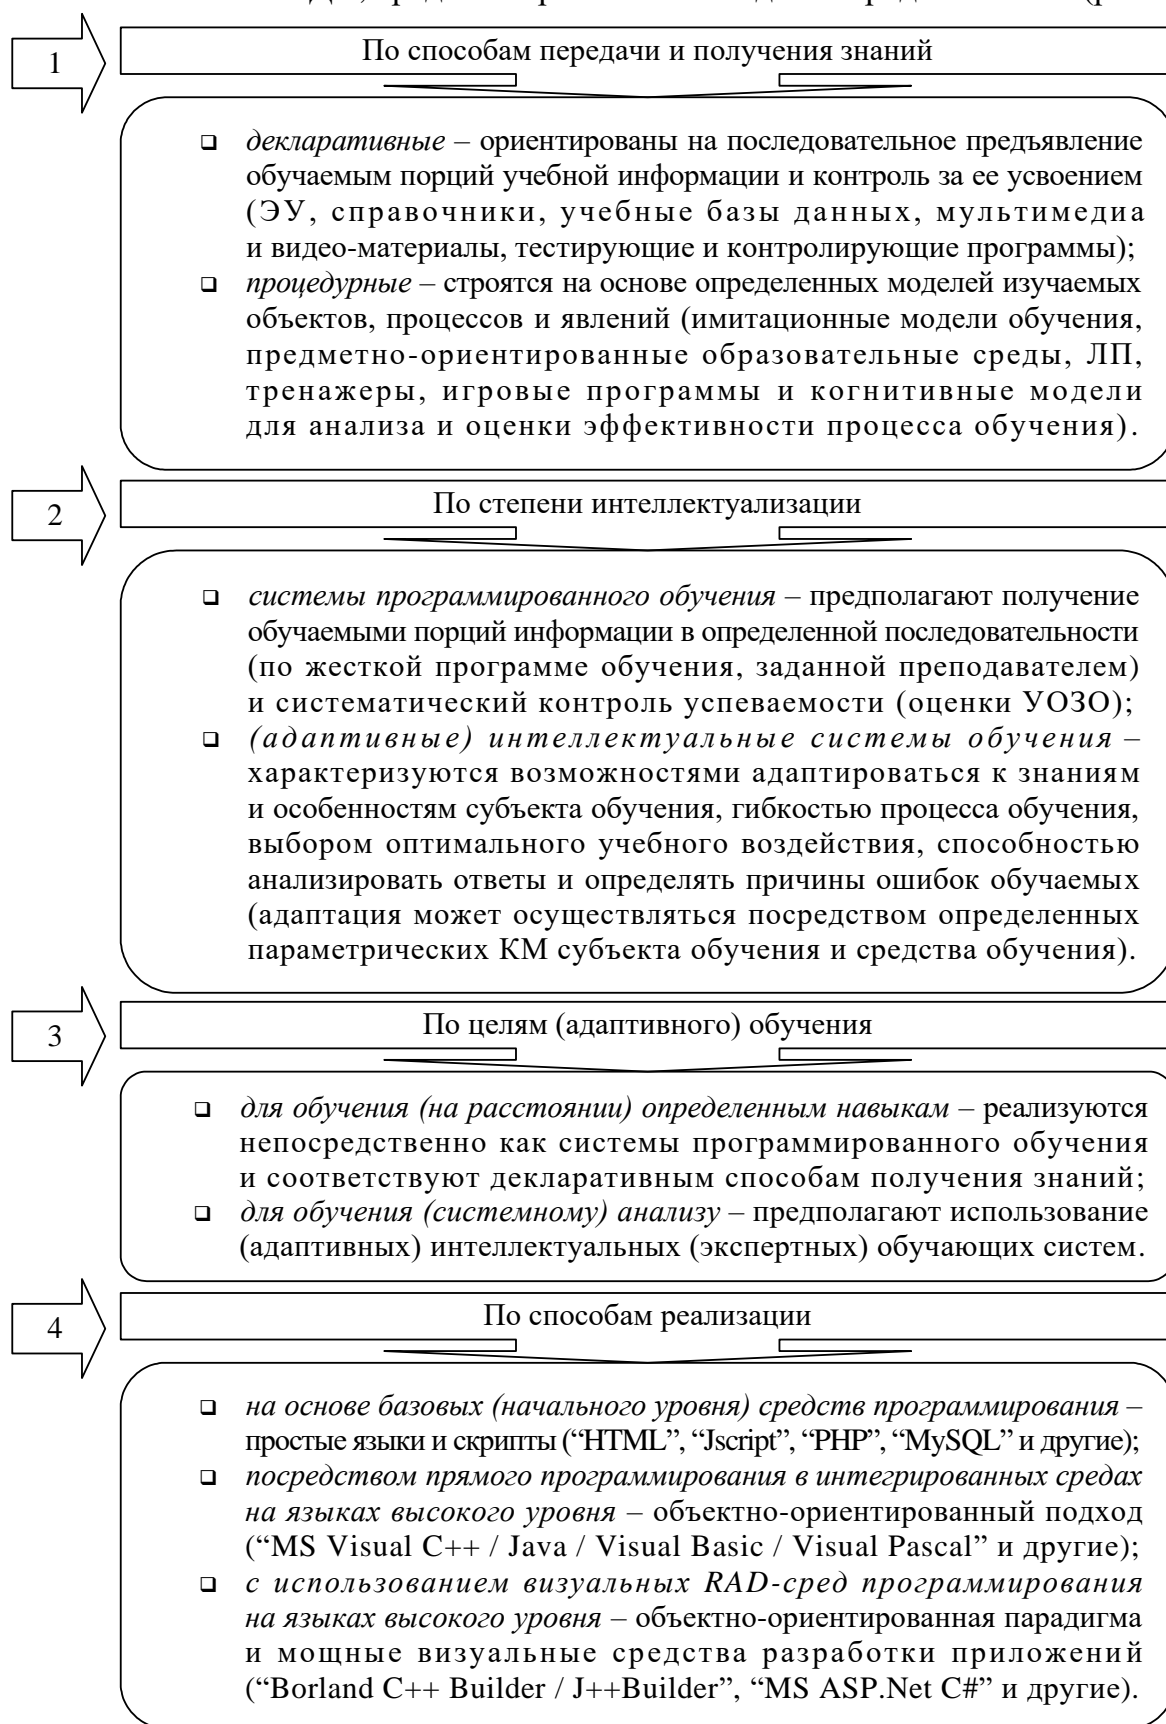 1
По способам передачи и получения знаний
❑ декларативные – ориентированы на последовательное предъявление
обучаемым порций учебной информации и контроль за ее усвоением
(ЭУ, справочники, учебные базы данных, мультимедиа
и видео-материалы, тестирующие и контролирующие программы);
❑ процедурные – строятся на основе определенных моделей изучаемых
объектов, процессов и явлений (имитационные модели обучения,
предметно-ориентированные образовательные среды, ЛП,
тренажеры, игровые программы и когнитивные модели
для анализа и оценки эффективности процесса обучения).
2
По степени интеллектуализации
❑ системы программированного обучения – предполагают получение
обучаемыми порций информации в определенной последовательности
(по жесткой программе обучения, заданной преподавателем)
и систематический контроль успеваемости (оценки УОЗО);
❑ (адаптивные) интеллектуальные системы обучения –
характеризуются возможностями адаптироваться к знаниям
и особенностям субъекта обучения, гибкостью процесса обучения,
выбором оптимального учебного воздействия, способностью
анализировать ответы и определять причины ошибок обучаемых
(адаптация может осуществляться посредством определенных
параметрических КМ субъекта обучения и средства обучения).
3
По целям (адаптивного) обучения
❑ для обучения (на расстоянии) определенным навыкам – реализуются
непосредственно как системы программированного обучения
и соответствуют декларативным способам получения знаний;
❑ для обучения (системному) анализу – предполагают использование
(адаптивных) интеллектуальных (экспертных) обучающих систем.
4
По способам реализации
❑ на основе базовых (начального уровня) средств программирования –
простые языки и скрипты (“HTML”, “Jscript”, “PHP”, “MySQL” и другие);
❑ посредством прямого программирования в интегрированных средах
на языках высокого уровня – объектно-ориентированный подход
(“MS Visual C++ / Java / Visual Basic / Visual Pascal” и другие);
❑ с использованием визуальных RAD-сред программирования
на языках высокого уровня – объектно-ориентированная парадигма
и мощные визуальные средства разработки приложений
(“Borland C++ Builder / J++Builder”, “MS ASP.Net C#” и другие).